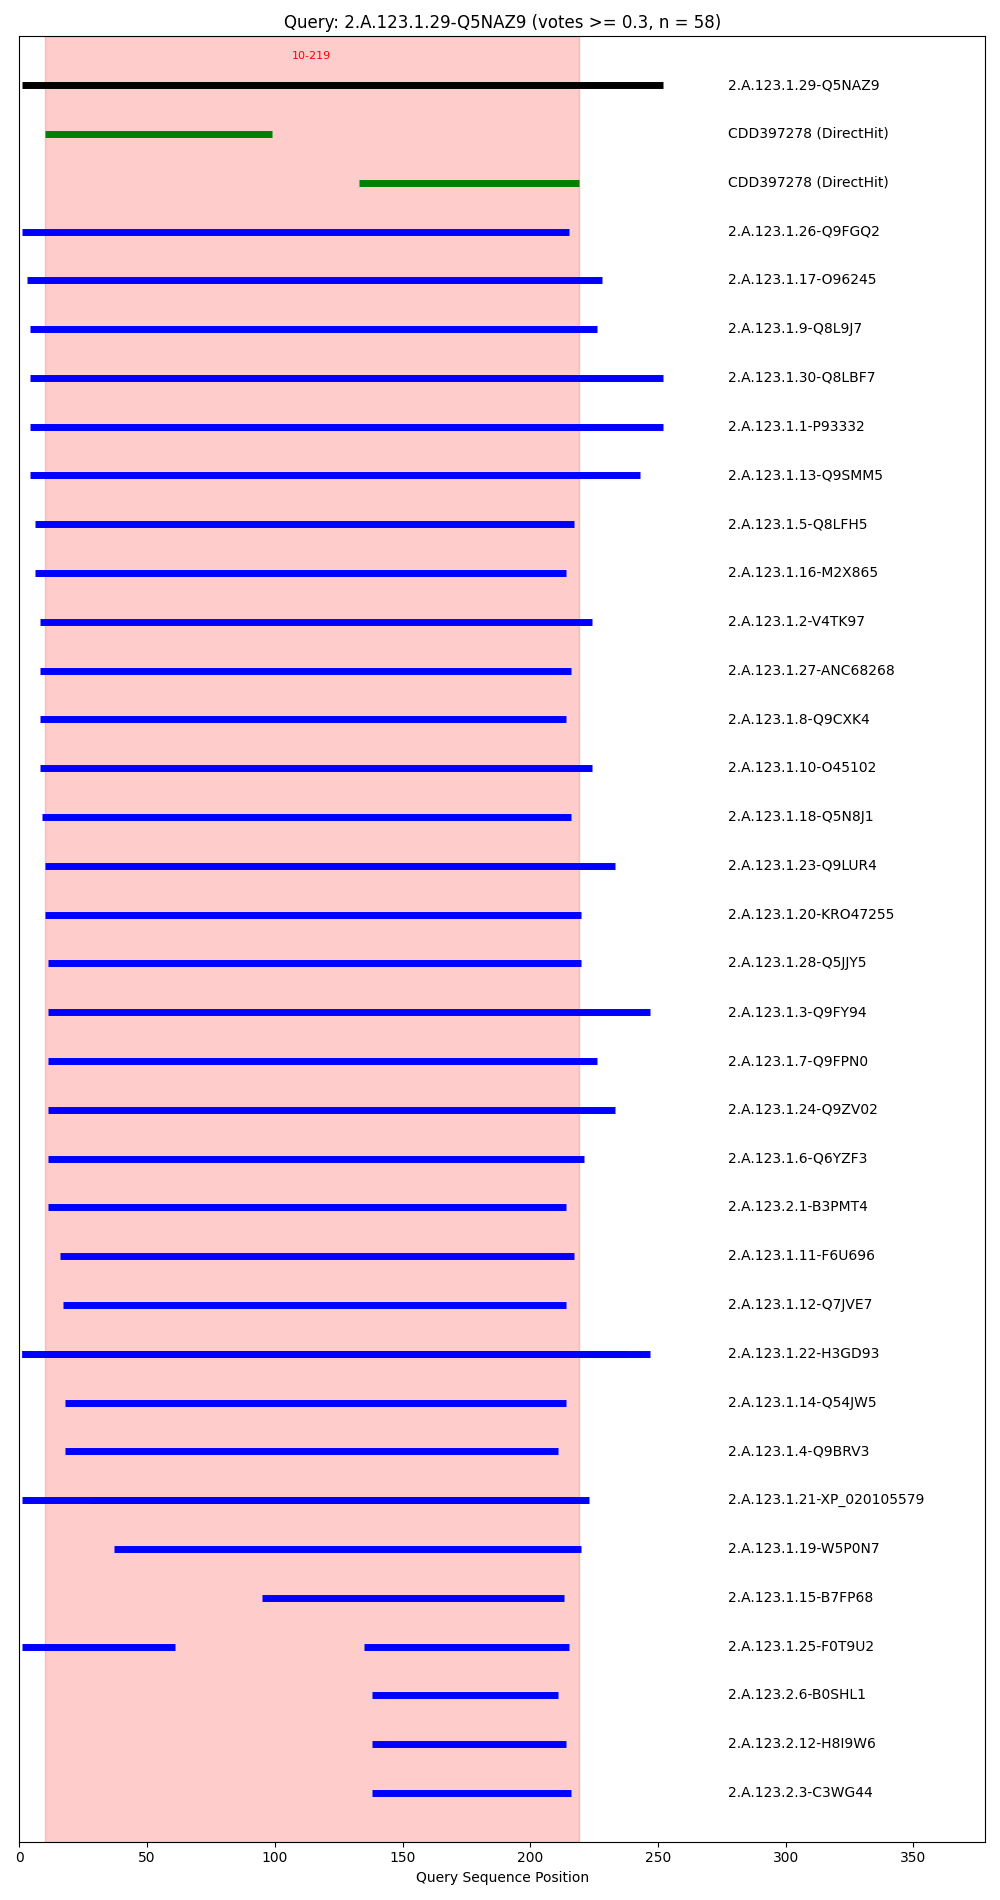 Query: 2.A.123.1.29-Q5NAZ9 (votes >= 0.3, n = 58)
10-219
2.A.123.1.29-Q5NAZ9
CDD397278 (DirectHit)
CDD397278 (DirectHit)
2.A.123.1.26-Q9FGQ2
2.A.123.1.17-O96245
2.A.123.1.9-Q8L9J7
2.A.123.1.30-Q8LBF7
2.A.123.1.1-P93332
2.A.123.1.13-Q9SMM5
2.A.123.1.5-Q8LFH5
2.A.123.1.16-M2X865
2.A.123.1.2-V4TK97
2.A.123.1.27-ANC68268
2.A.123.1.8-Q9CXK4
2.A.123.1.10-O45102
2.A.123.1.18-Q5N8J1
2.A.123.1.23-Q9LUR4
2.A.123.1.20-KRO47255
2.A.123.1.28-Q5JJY5
2.A.123.1.3-Q9FY94
2.A.123.1.7-Q9FPN0
2.A.123.1.24-Q9ZV02
2.A.123.1.6-Q6YZF3
2.A.123.2.1-B3PMT4
2.A.123.1.11-F6U696
2.A.123.1.12-Q7JVE7
2.A.123.1.22-H3GD93
2.A.123.1.14-Q54JW5
2.A.123.1.4-Q9BRV3
2.A.123.1.21-XP_020105579
2.A.123.1.19-W5P0N7
2.A.123.1.15-B7FP68
2.A.123.1.25-F0T9U2
2.A.123.2.6-B0SHL1
2.A.123.2.12-H8I9W6
2.A.123.2.3-C3WG44
0 50 100 150 200 250 300 350
Query Sequence Position